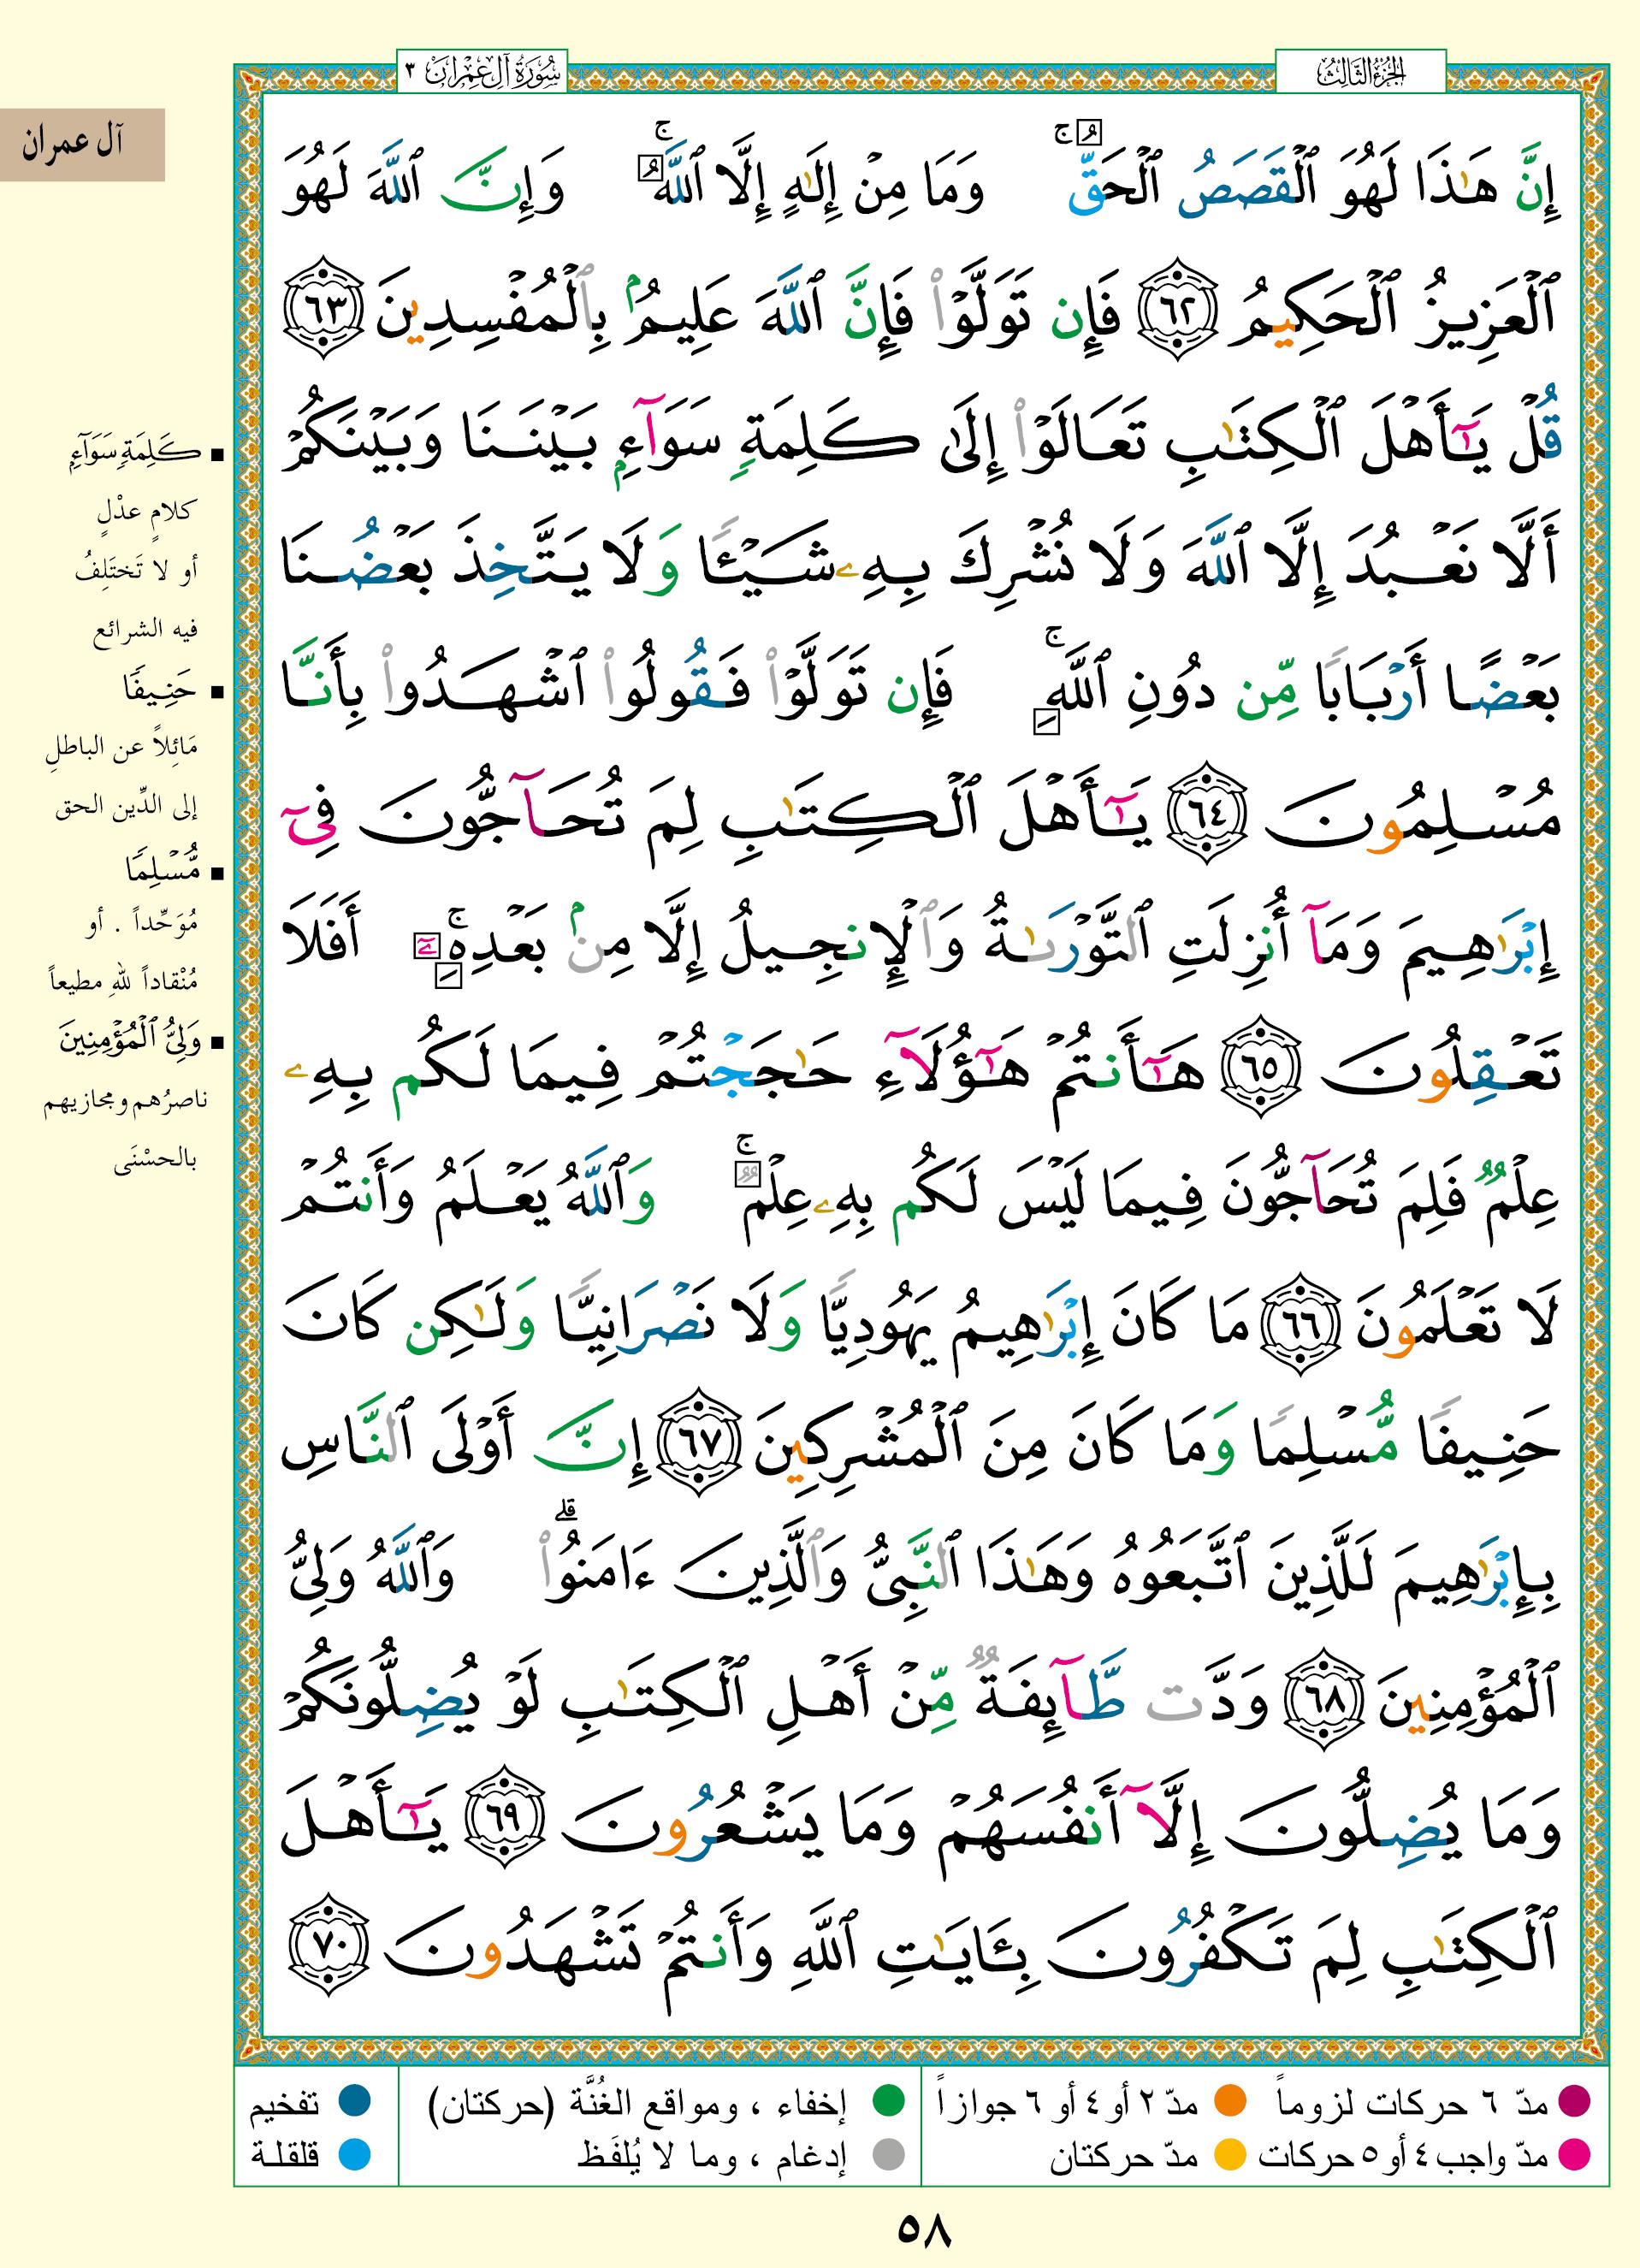 الجزء الثالث
سورة آل عمران ٣
آل عمران
إِنَّ هَٰذَا لَهُوَ ٱلْقَصَصُ ٱلْحَقُّ ۚ وَمَا مِنْ إِلَٰهٍ إِلَّا ٱللَّهُ ۚ وَإِنَّ ٱللَّهَ لَهُوَ
ٱلْعَزِيزُ ٱلْحَكِيمُ ٦٢ فَإِن تَوَلَّوْا۟ فَإِنَّ ٱللَّهَ عَلِيمٌۢ بِٱلْمُفْسِدِينَ ٦٣
قُلْ يَٰٓأَهْلَ ٱلْكِتَٰبِ تَعَالَوْا۟ إِلَىٰ كَلِمَةٍ سَوَآءٍۭ بَيْنَنَا وَبَيْنَكُمْ
أَلَّا نَعْبُدَ إِلَّا ٱللَّهَ وَلَا نُشْرِكَ بِهِۦ شَيْـًٔا وَلَا يَتَّخِذَ بَعْضُنَا
بَعْضًا أَرْبَابًا مِّن دُونِ ٱللَّهِ ۚ فَإِن تَوَلَّوْا۟ فَقُولُوا۟ ٱشْهَدُوا۟ بِأَنَّا
مُسْلِمُونَ ٦٤ يَٰٓأَهْلَ ٱلْكِتَٰبِ لِمَ تُحَآجُّونَ فِىٓ
إِبْرَٰهِيمَ وَمَآ أُنزِلَتِ ٱلتَّوْرَىٰةُ وَٱلْإِنجِيلُ إِلَّا مِنۢ بَعْدِهِۦٓ ۚ أَفَلَا
تَعْقِلُونَ ٦٥ هَٰٓأَنتُمْ هَٰٓؤُلَآءِ حَٰجَجْتُمْ فِيمَا لَكُم بِهِۦ
عِلْمٌ فَلِمَ تُحَآجُّونَ فِيمَا لَيْسَ لَكُم بِهِۦ عِلْمٌ ۚ وَٱللَّهُ يَعْلَمُ وَأَنتُمْ
لَا تَعْلَمُونَ ٦٦ مَا كَانَ إِبْرَٰهِيمُ يَهُودِيًّا وَلَا نَصْرَانِيًّا وَلَٰكِن كَانَ
حَنِيفًا مُّسْلِمًا وَمَا كَانَ مِنَ ٱلْمُشْرِكِينَ ٦٧ إِنَّ أَوْلَى ٱلنَّاسِ
بِإِبْرَٰهِيمَ لَلَّذِينَ ٱتَّبَعُوهُ وَهَٰذَا ٱلنَّبِىُّ وَٱلَّذِينَ ءَامَنُوا۟ ۗ وَٱللَّهُ وَلِىُّ
ٱلْمُؤْمِنِينَ ٦٨ وَدَّت طَّآئِفَةٌ مِّنْ أَهْلِ ٱلْكِتَٰبِ لَوْ يُضِلُّونَكُمْ
وَمَا يُضِلُّونَ إِلَّآ أَنفُسَهُمْ وَمَا يَشْعُرُونَ ٦٩ يَٰٓأَهْلَ
ٱلْكِتَٰبِ لِمَ تَكْفُرُونَ بِـَٔايَٰتِ ٱللَّهِ وَأَنتُمْ تَشْهَدُونَ ٧٠
▪ كَلِمَةٍ سَوَآءٍ
كلامٍ عدْلٍ
أو لا تَختَلِفُ
فيه الشرائع
▪ حَنِيفًا
مَائِلاً عن الباطلِ
إلى الدِّين الحق
▪ مُّسْلِمًا
مُوَحِّداً . أو
مُنْقاداً للهِ مطيعاً
▪ وَلِىُّ ٱلْمُؤْمِنِينَ
ناصرُهم ومجازيهم
بالحسْنَى
مدّ ٦ حركات لزوماً مدّ ٢ أو ٤ أو ٦ جوازاً إخفاء ، ومواقع الغُنَّة (حركتان) تفخيم
مدّ واجب ٤ أو ٥ حركات مدّ حركتان إدغام ، وما لا يُلفَظ قلقلة
٥٨